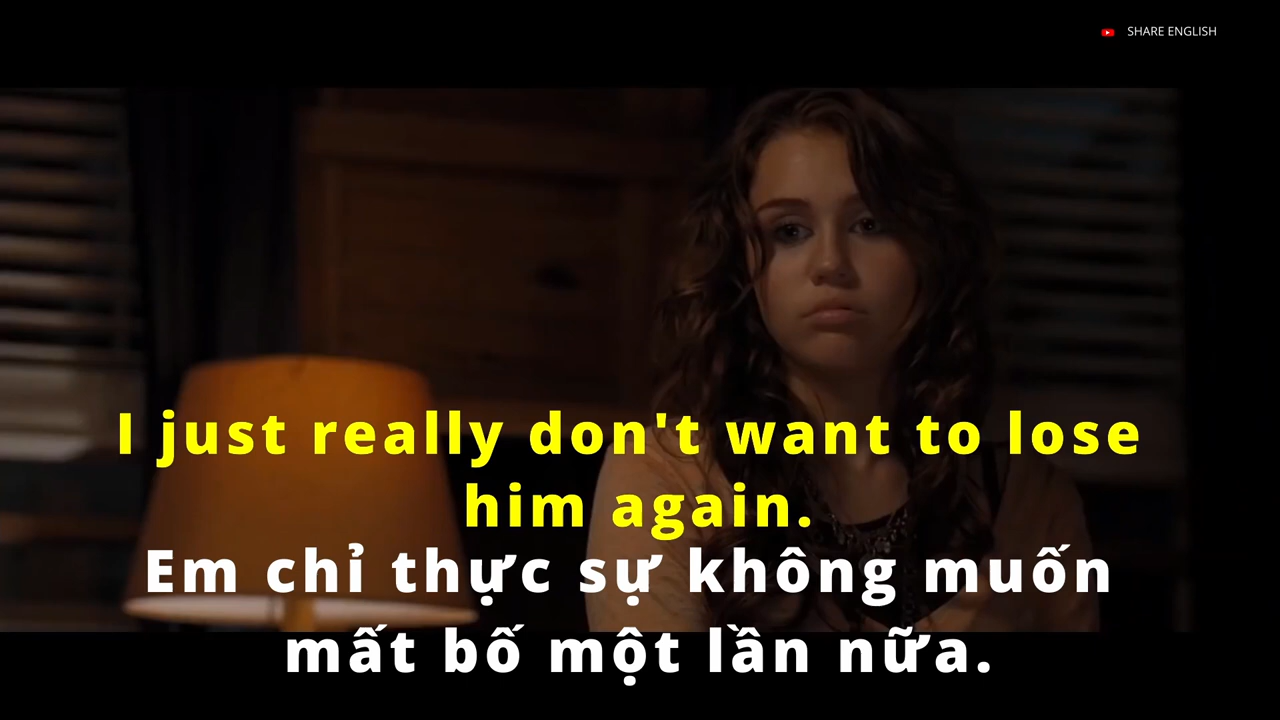 SHARE ENGLISH
I just really don't want to lose
him again.
Em chỉ thực sự không muốn
mất bố một lần nữa.